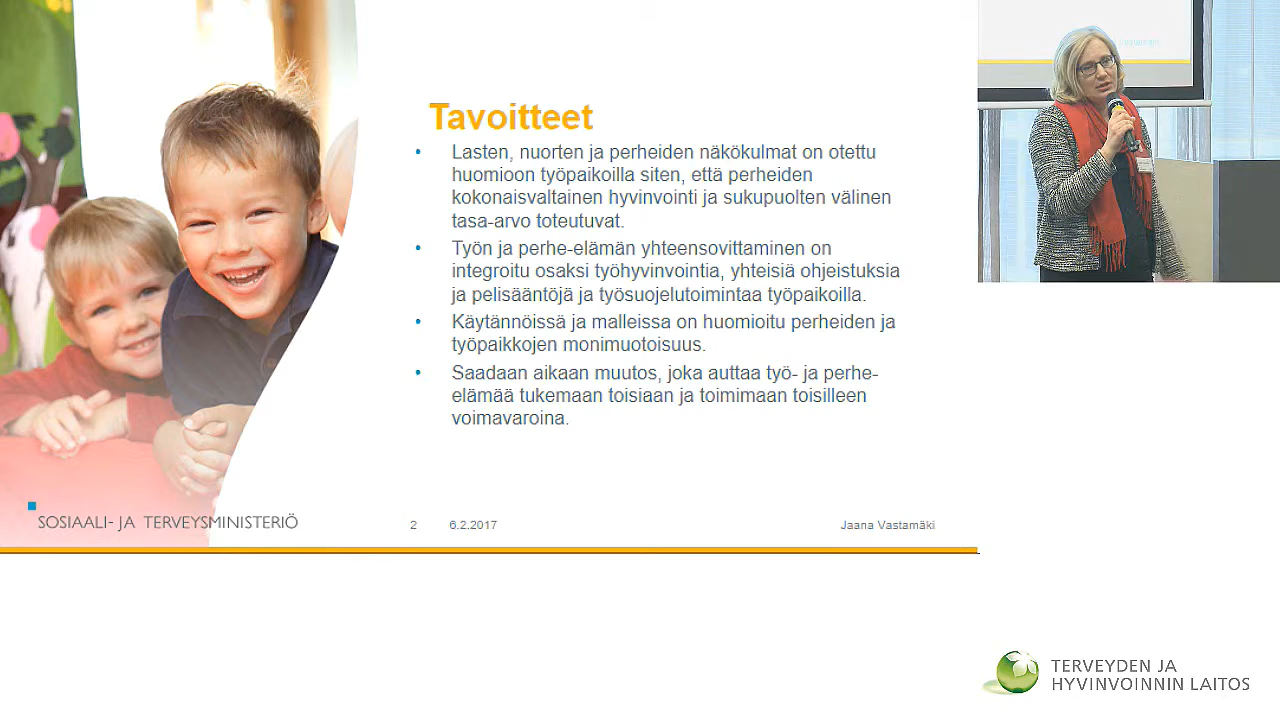 Tavoitteet
• Lasten, nuorten ja perheiden näkökulmat on otettu
huomioon työpaikoilla siten, että perheiden
kokonaisvaltainen hyvinvointi ja sukupuolten välinen
tasa-arvo toteutuvat.
• Työn ja perhe-elämän yhteensovittaminen on
integroitu osaksi työhyvinvointia, yhteisiä ohjeistuksia
ja pelisääntöjä ja työsuojelutoimintaa työpaikoilla.
• Käytännöissä ja malleissa on huomioitu perheiden ja
työpaikkojen monimuotoisuus.
• Saadaan aikaan muutos, joka auttaa työ- ja perhe-
elämää tukemaan toisiaan ja toimimaan toisilleen
voimavaroina.
SOSIAALI- JA TERVEYSMINISTERIÖ
2 6.2.2017 Jaana Vastamäki
TERVEYDEN JA
HYVINVOINNIN LAITOS